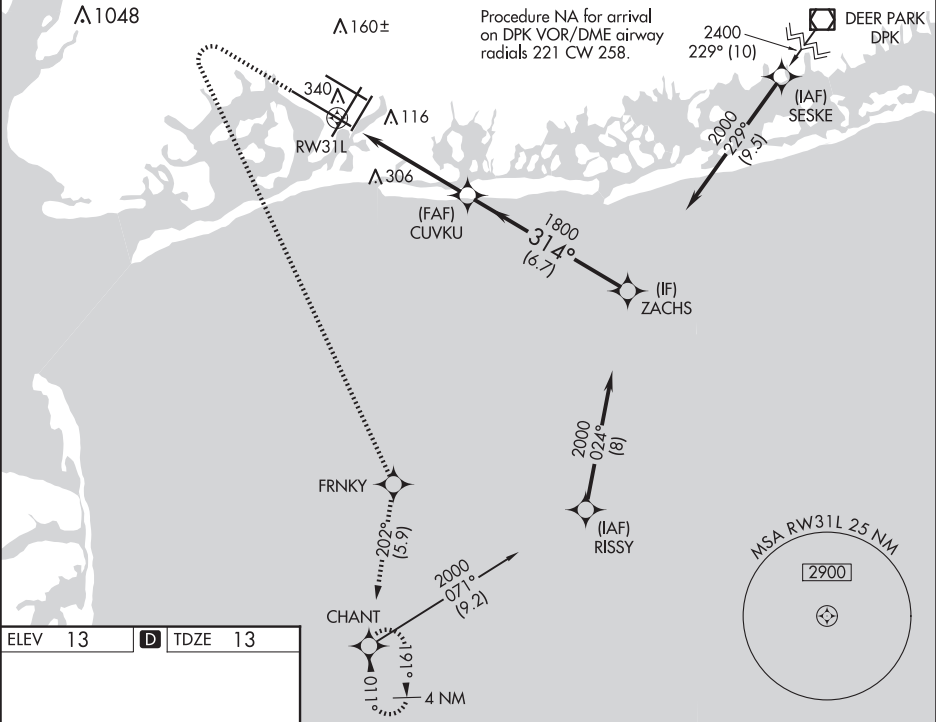 1048
160±
Procedure NA for arrival
on DPK VOR/DME airway
radials 221 CW 258.
2400
229° (10)
DEER PARK
DPK
(IAF)
SESKE
2000
229°
(9.5)
340
116
RW31L
306
(FAF)
CUVKU
1800
314°
(6.7)
(IF)
ZACHS
2000
024°
(8)
FRNKY
(IAF)
RISSY
202°
(5.9)
2000
071°
(9.2)
MSA RW31L 25 NM
2900
CHANT
191°
011°
4 NM
ELEV 13
D
TDZE 13